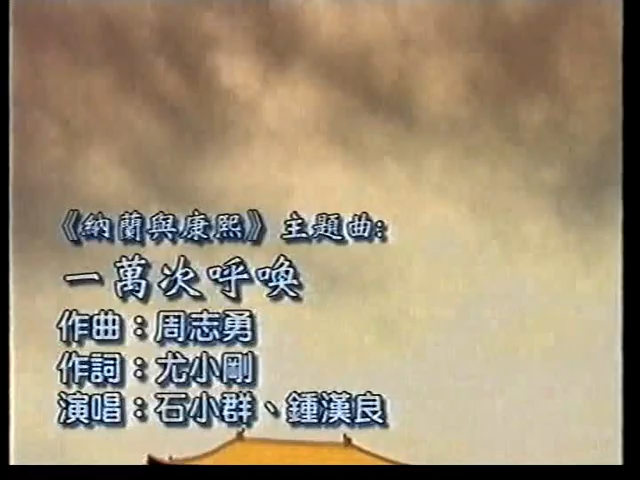 《納蘭與康熙》主題曲:
一萬次呼喚
作曲：周志勇
作詞：尤小剛
演唱：石小群、鍾漢良